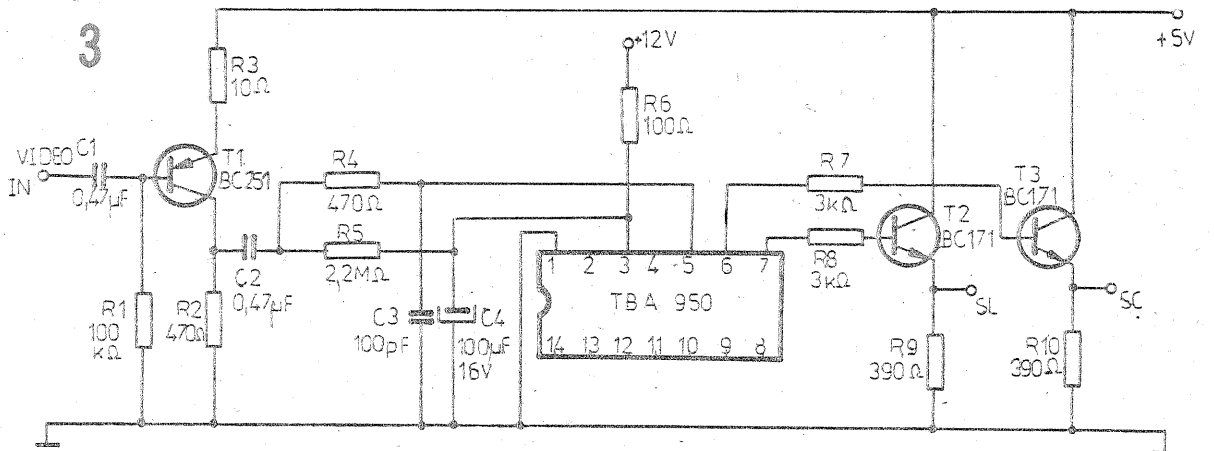 3
+5V
+12V
R3
10Ω
R6
100Ω
VIDEO
IN
C1
0,47μF
T1
BC251
R4
470Ω
R7
3kΩ
T3
BC171
T2
BC171
R5
2,2MΩ
R8
3kΩ
C2
0,47μF
1 2 3 4 5 6 7
TBA 950
14 13 12 11 10 9 8
SL
SC
R1
100
kΩ
R2
470Ω
C3
100pF
C4
100μF
16V
R9
390Ω
R10
390Ω